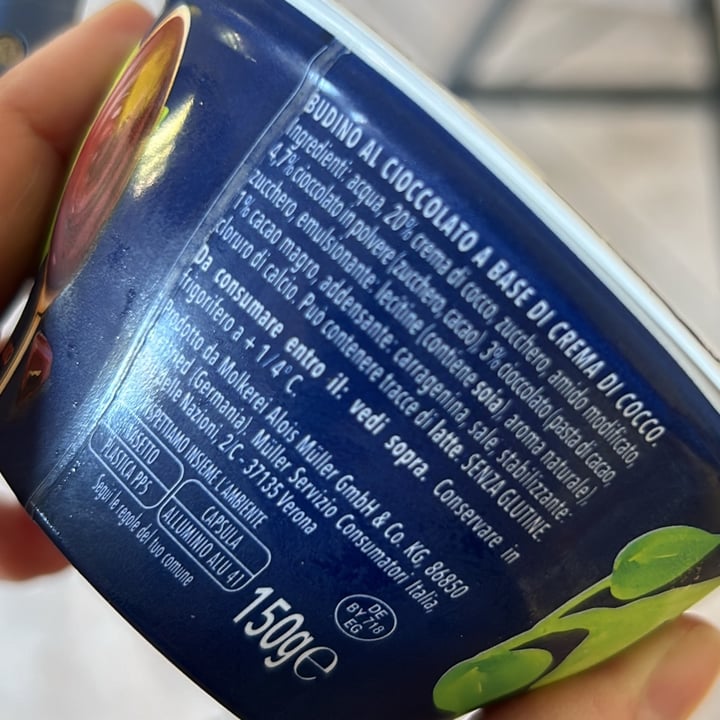 BUDINO AL CIOCCOLATO A BASE DI CREMA DI COCCO.
Ingredienti: acqua, 20% crema di cocco, zucchero, amido modificato,
4,7% cioccolato in polvere (zucchero, cacao), 3% cioccolato (pasta di cacao,
zucchero, emulsionante: lecitine (contiene soia), aroma naturale),
1% cacao magro, addensante: carragenina, sale, stabilizzante:
cloruro di calcio. Può contenere tracce di latte. SENZA GLUTINE.
Da consumare entro il: vedi sopra. Conservare in
frigorifero a + 1/4°C
Prodotto da Molkerei Alois Müller GmbH & Co. KG, 86850
(Germania). Müller Servizio Consumatori Italia,
delle Nazioni, 2/C - 37135 Verona
RISPETTIAMO INSIEME L'AMBIENTE
PLASTICA PP5
CAPSULA
ALLUMINIO ALU 41
Segui le regole del tuo comune
150g e
DE
BY 718
EG